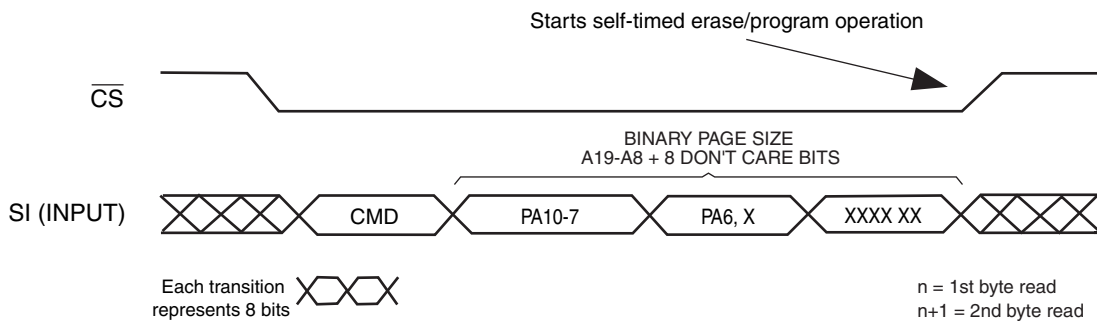 Starts self-timed erase/program operation
CS
BINARY PAGE SIZE
A19-A8 + 8 DON'T CARE BITS
SI (INPUT)
CMD
PA10-7
PA6, X
XXXX XX
Each transition
represents 8 bits
n = 1st byte read
n+1 = 2nd byte read